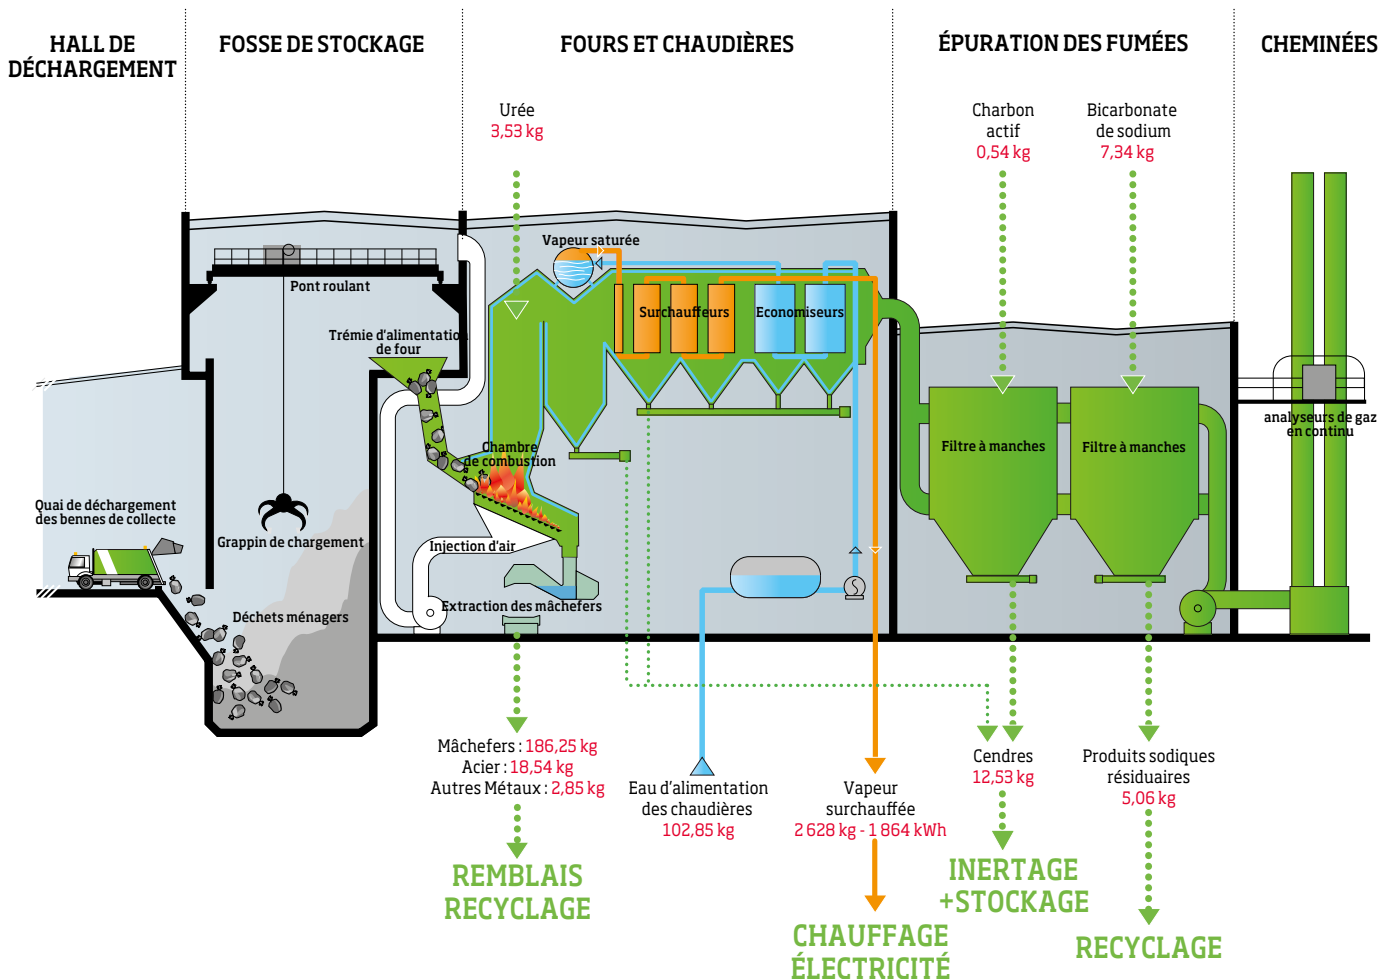 HALL DE
DÉCHARGEMENT
FOSSE DE STOCKAGE
FOURS ET CHAUDIÈRES
ÉPURATION DES FUMÉES
CHEMINÉES
Urée
3,53 kg
Charbon
actif
0,54 kg
Bicarbonate
de sodium
7,34 kg
Vapeur saturée
Pont roulant
Surchauffeurs
Economiseurs
Trémie d'alimentation
de four
analyseurs de gaz
en continu
Chambre
de combustion
Filtre à manches
Filtre à manches
Quai de déchargement
des bennes de collecte
Grappin de chargement
Injection d'air
Extraction des mâchefers
Déchets ménagers
Mâchefers : 186,25 kg
Acier : 18,54 kg
Autres Métaux : 2,85 kg
Eau d’alimentation
des chaudières
102,85 kg
Vapeur
surchauffée
2 628 kg - 1 864 kWh
Cendres
12,53 kg
Produits sodiques
résiduaires
5,06 kg
REMBLAIS
RECYCLAGE
CHAUFFAGE
ÉLECTRICITÉ
INERTAGE
+STOCKAGE
RECYCLAGE